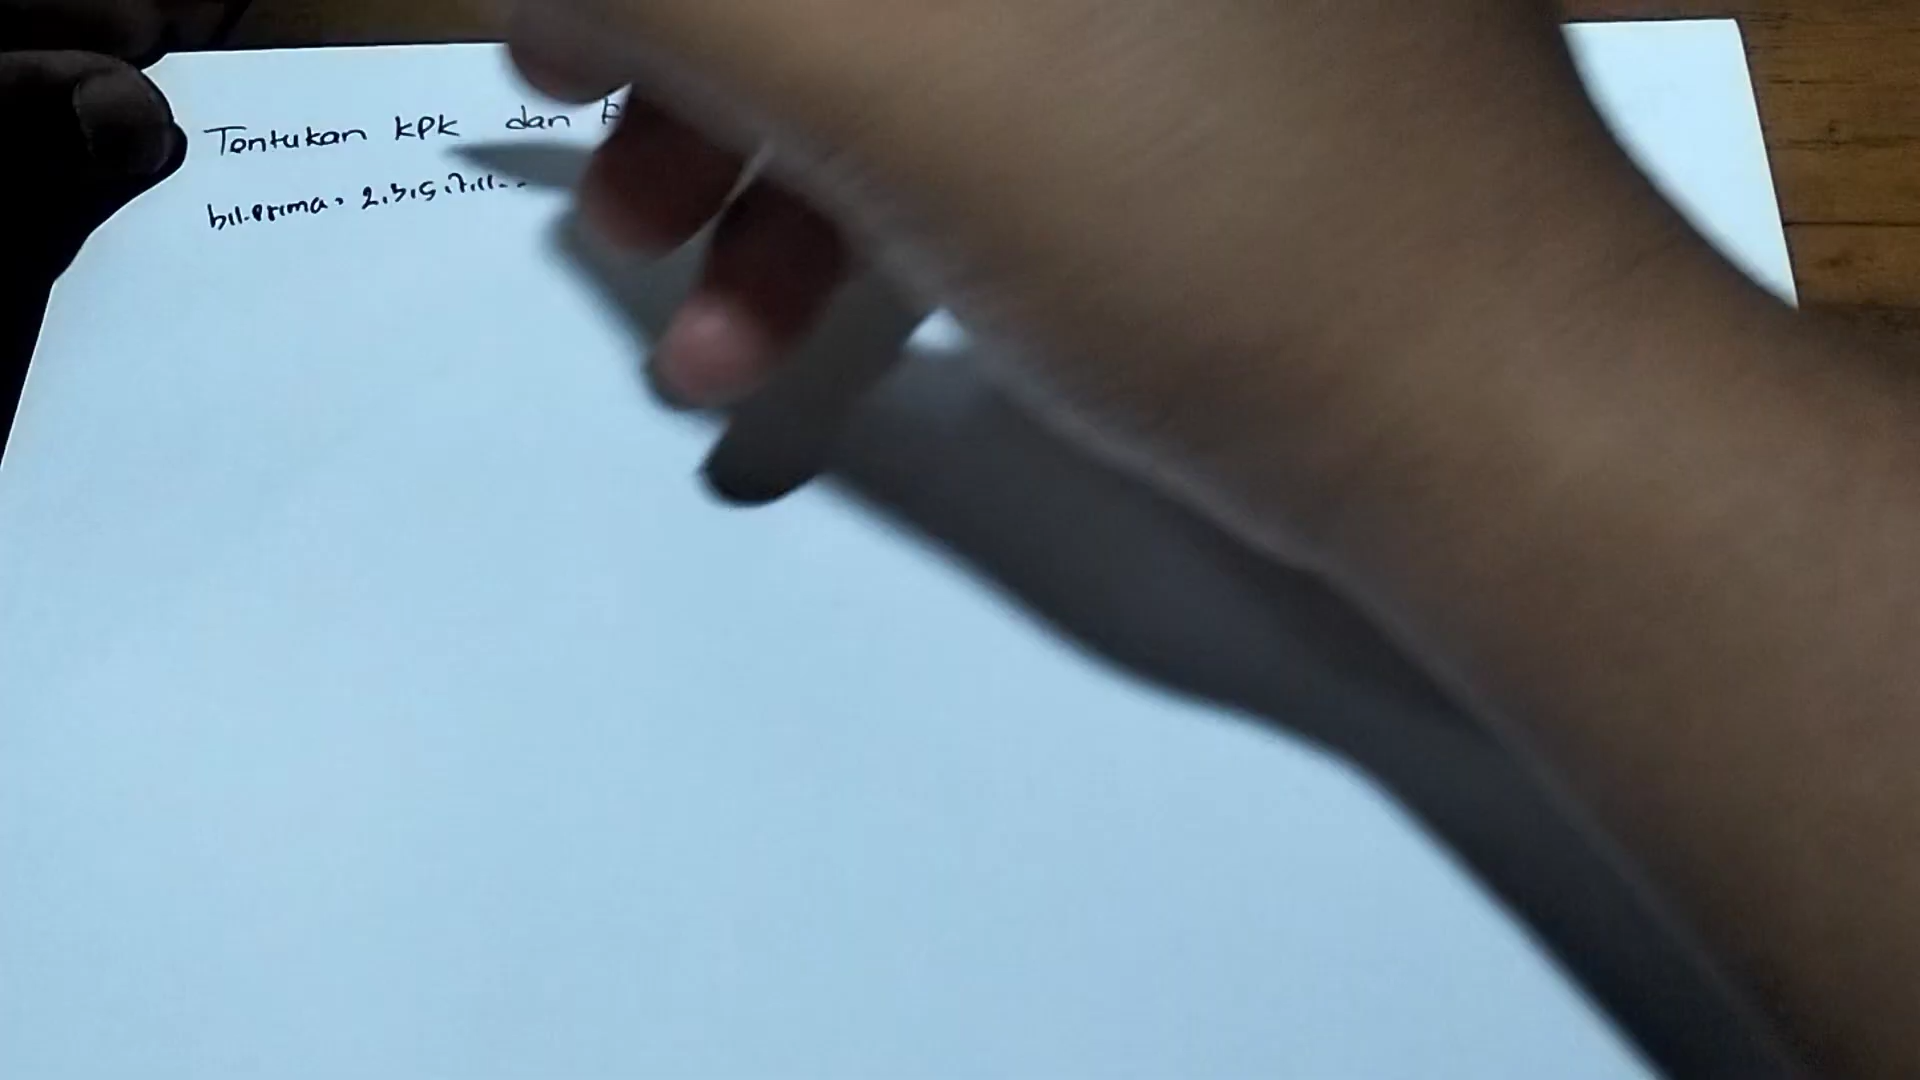 Tentukan KPK dan
bil.prima = 2,3,5,7,11...